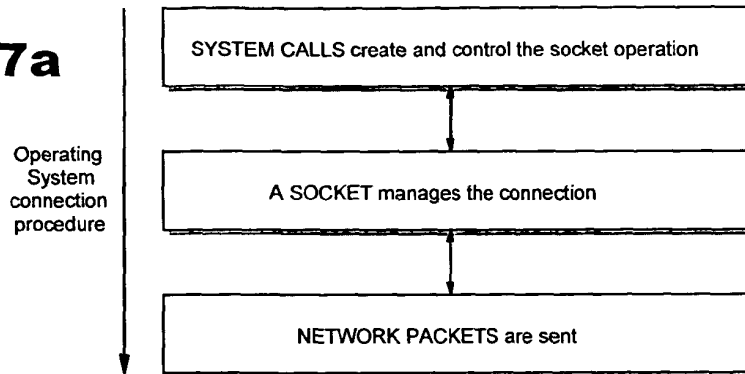 7a
SYSTEM CALLS create and control the socket operation
Operating
System
connection
procedure
A SOCKET manages the connection
NETWORK PACKETS are sent